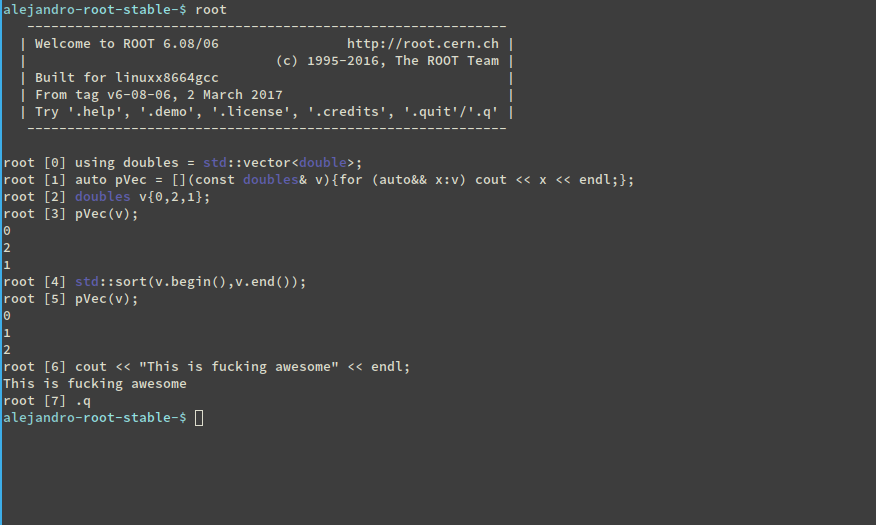 alejandro-root-stable-$ root
   ------------------------------------------------------------
  | Welcome to ROOT 6.08/06                http://root.cern.ch |
  |                               (c) 1995-2016, The ROOT Team |
  | Built for linuxx8664gcc                                    |
  | From tag v6-08-06, 2 March 2017                            |
  | Try '.help', '.demo', '.license', '.credits', '.quit'/'.q' |
   ------------------------------------------------------------
root [0] using doubles = std::vector<double>;
root [1] auto pVec = [](const doubles& v){for (auto&& x:v) cout << x << endl;};
root [2] doubles v{0,2,1};
root [3] pVec(v);
0
2
1
root [4] std::sort(v.begin(),v.end());
root [5] pVec(v);
0
1
2
root [6] cout << "This is fucking awesome" << endl;
This is fucking awesome
root [7] .q
alejandro-root-stable-$